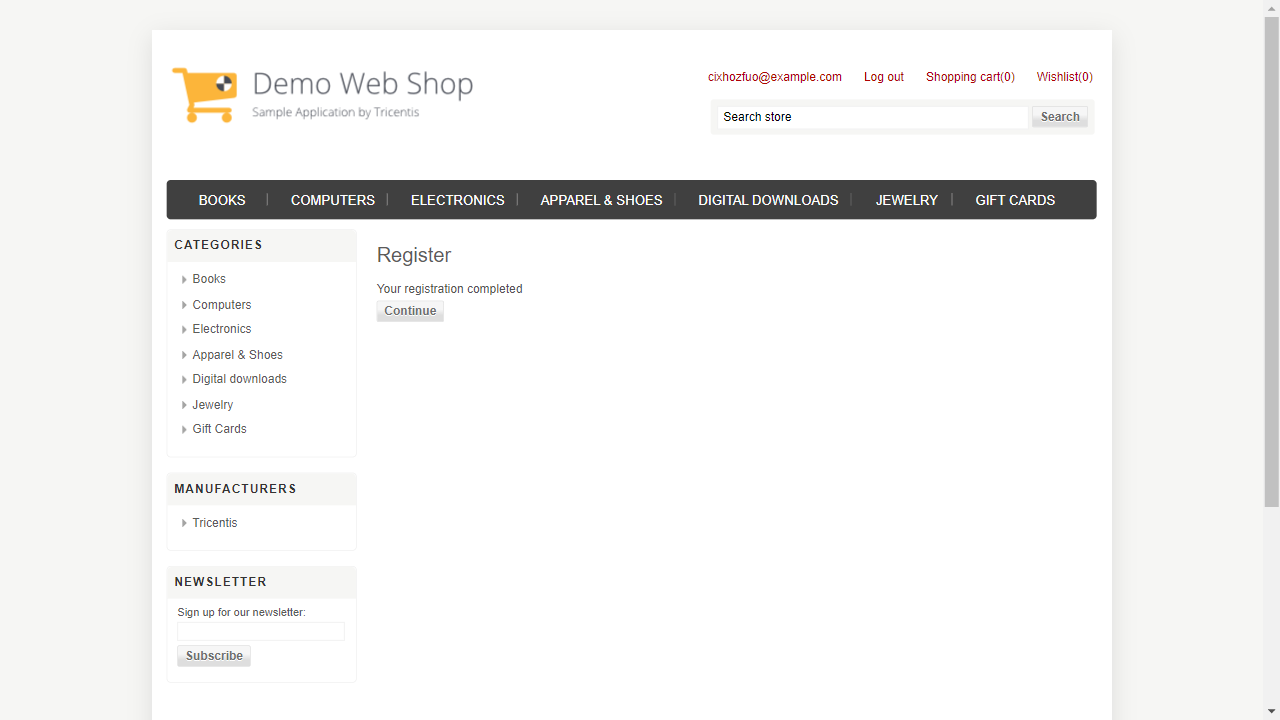 Demo Web Shop
Sample Application by Tricentis
cixhozfuo@example.com Log out Shopping cart(0) Wishlist(0)
Search store Search
BOOKS COMPUTERS ELECTRONICS APPAREL & SHOES DIGITAL DOWNLOADS JEWELRY GIFT CARDS
CATEGORIES
Books
Computers
Electronics
Apparel & Shoes
Digital downloads
Jewelry
Gift Cards
MANUFACTURERS
Tricentis
NEWSLETTER
Sign up for our newsletter:
Subscribe
Register
Your registration completed
Continue